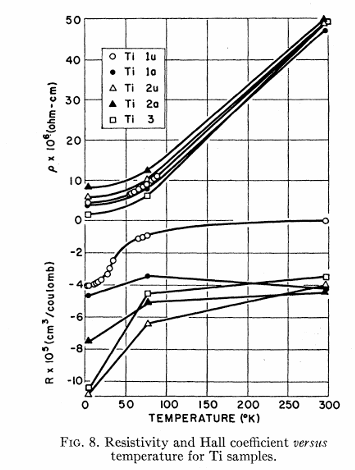 50
40
30
20
10
0
-2
-4
-6
-8
-10
ρ x 10⁶ (ohm-cm)
R x 10⁵ (cm³/coulomb)
Ti 1u
Ti 1a
Ti 2u
Ti 2a
Ti 3
0 50 100 150 200 250 300
TEMPERATURE (°K)
FIG. 8. Resistivity and Hall coefficient versus
temperature for Ti samples.